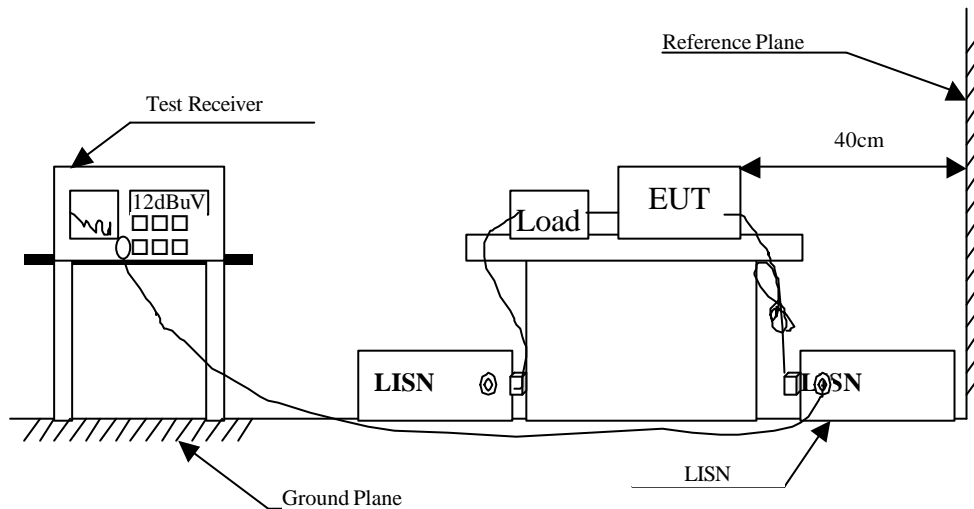 Reference Plane
Test Receiver
40cm
12dBuV
Load
EUT
LISN
LISN
LISN
Ground Plane